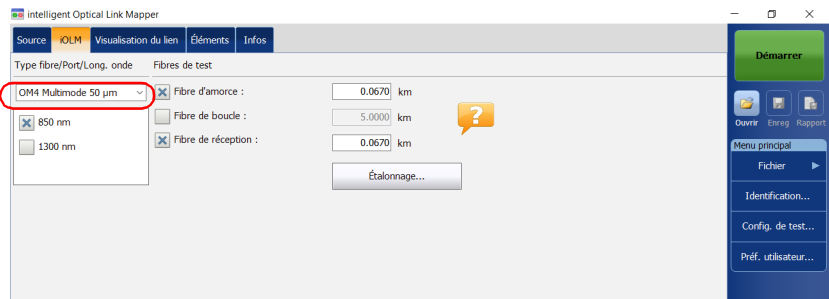 intelligent Optical Link Mapper
Source iOLM Visualisation du lien Éléments Infos
Type fibre/Port/Long. onde Fibres de test
OM4 Multimode 50 µm
850 nm
1300 nm
Fibre d'amorce : 0.0670 km
Fibre de boucle : 5.0000 km
Fibre de réception : 0.0670 km
?
Étalonnage...
Démarrer
Ouvrir Enreg Rapport
Menu principal
Fichier
Identification...
Config. de test...
Préf. utilisateur...